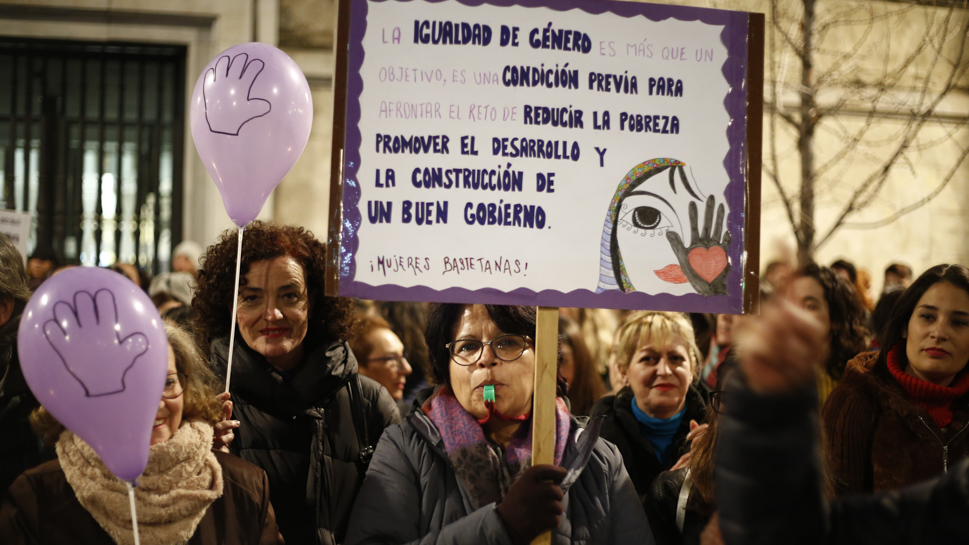 LA IGUALDAD DE GÉNERO ES MÁS QUE UN
OBJETIVO, ES UNA CONDICIÓN PREVIA PARA
AFRONTAR EL RETO DE REDUCIR LA POBREZA
PROMOVER EL DESARROLLO Y
LA CONSTRUCCIÓN DE
UN BUEN GOBIERNO.
¡MUJERES BASTETANAS!